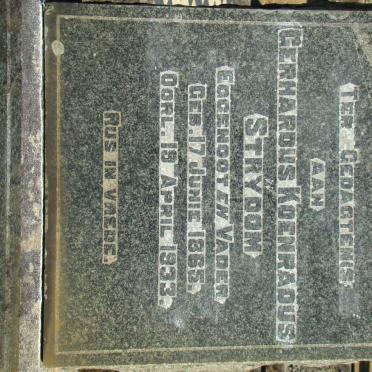 TER GEDAGTENIS
AAN
GERHARDUS KOENRADUS
STRYDOM
EGGENOOT EN VADER
GEB. 17 JUNE 1865.
OORL. 19 APRIL 1933.
RUS IN VREDE.